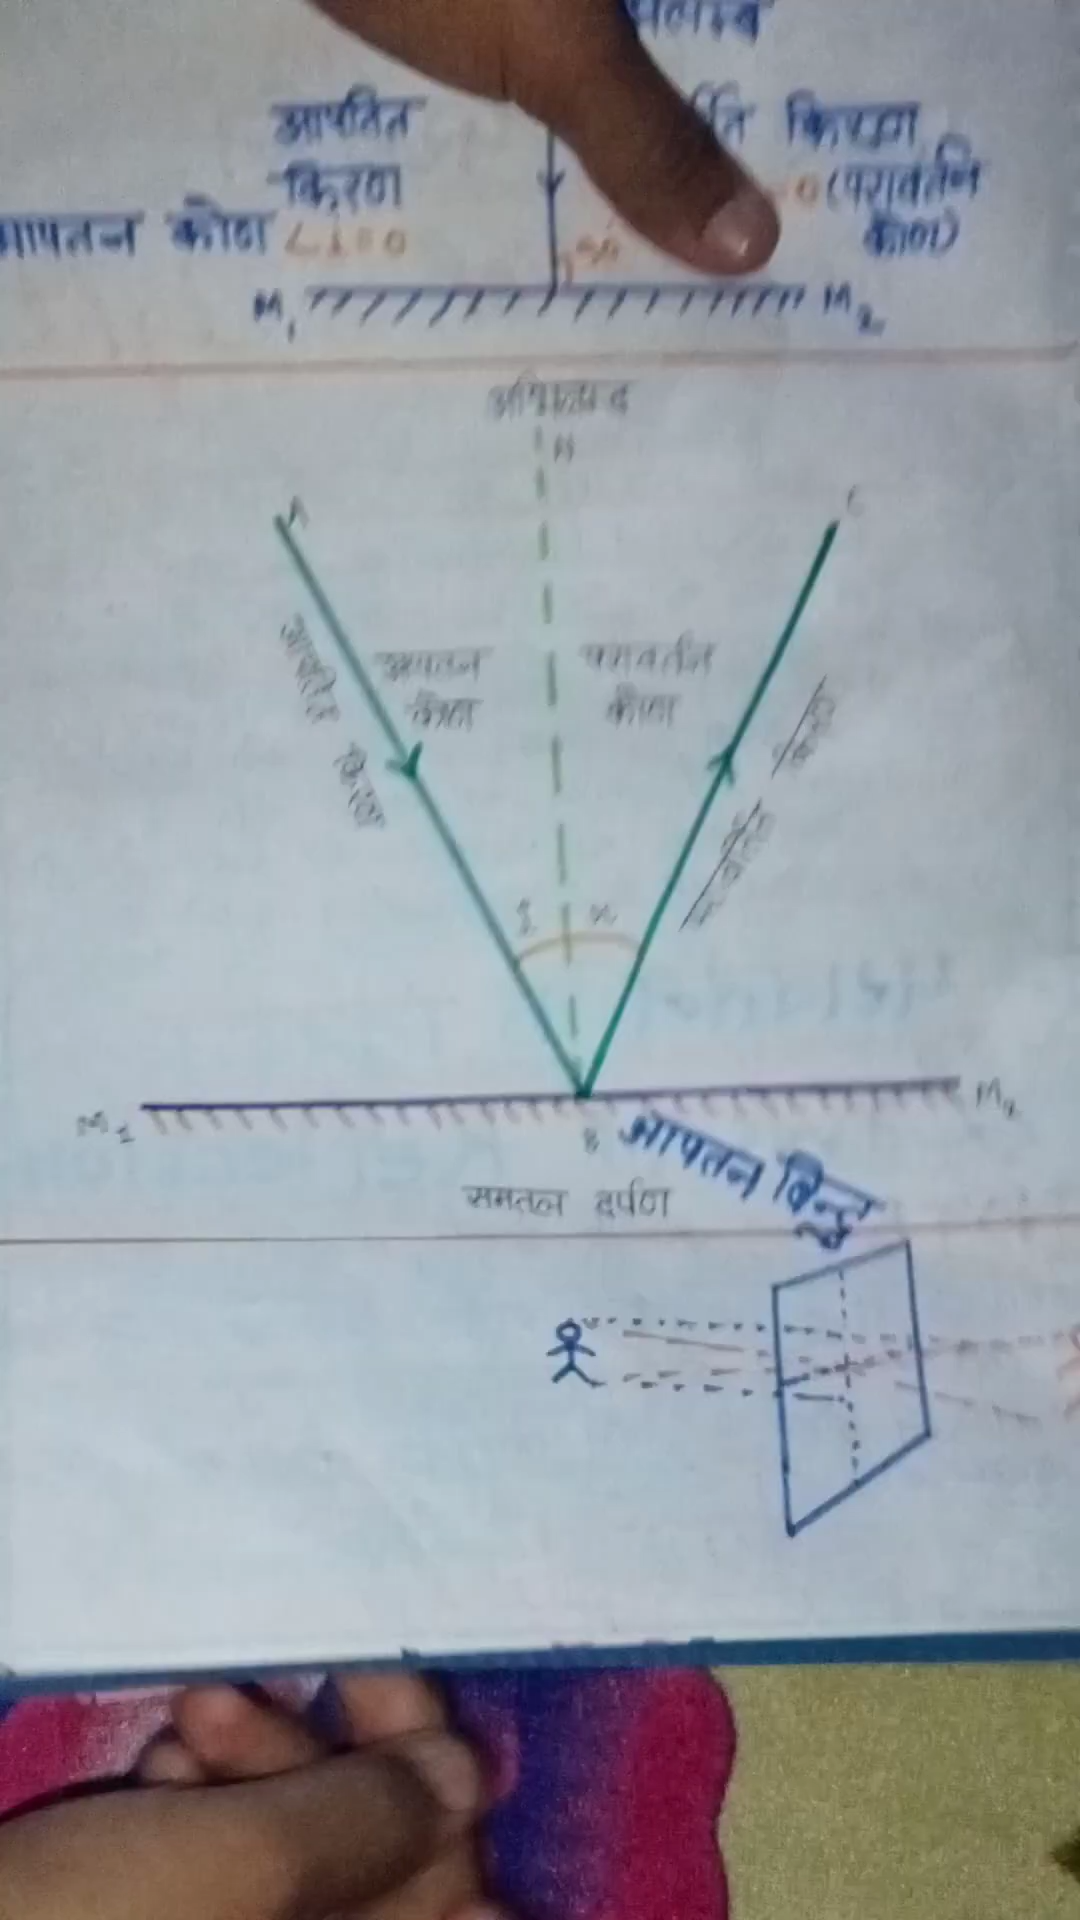 आपतित
किरण
किरण
(परावर्तन
कोण)
आपतन कोण ∠i=0
90°
M₁
M₂
अभिलम्ब
N
A
C
आपतित किरण
आपतन
कोण
परावर्तन
कोण
i
r
M₁
M₂
B
आपतन बिन्दु
समतल दर्पण